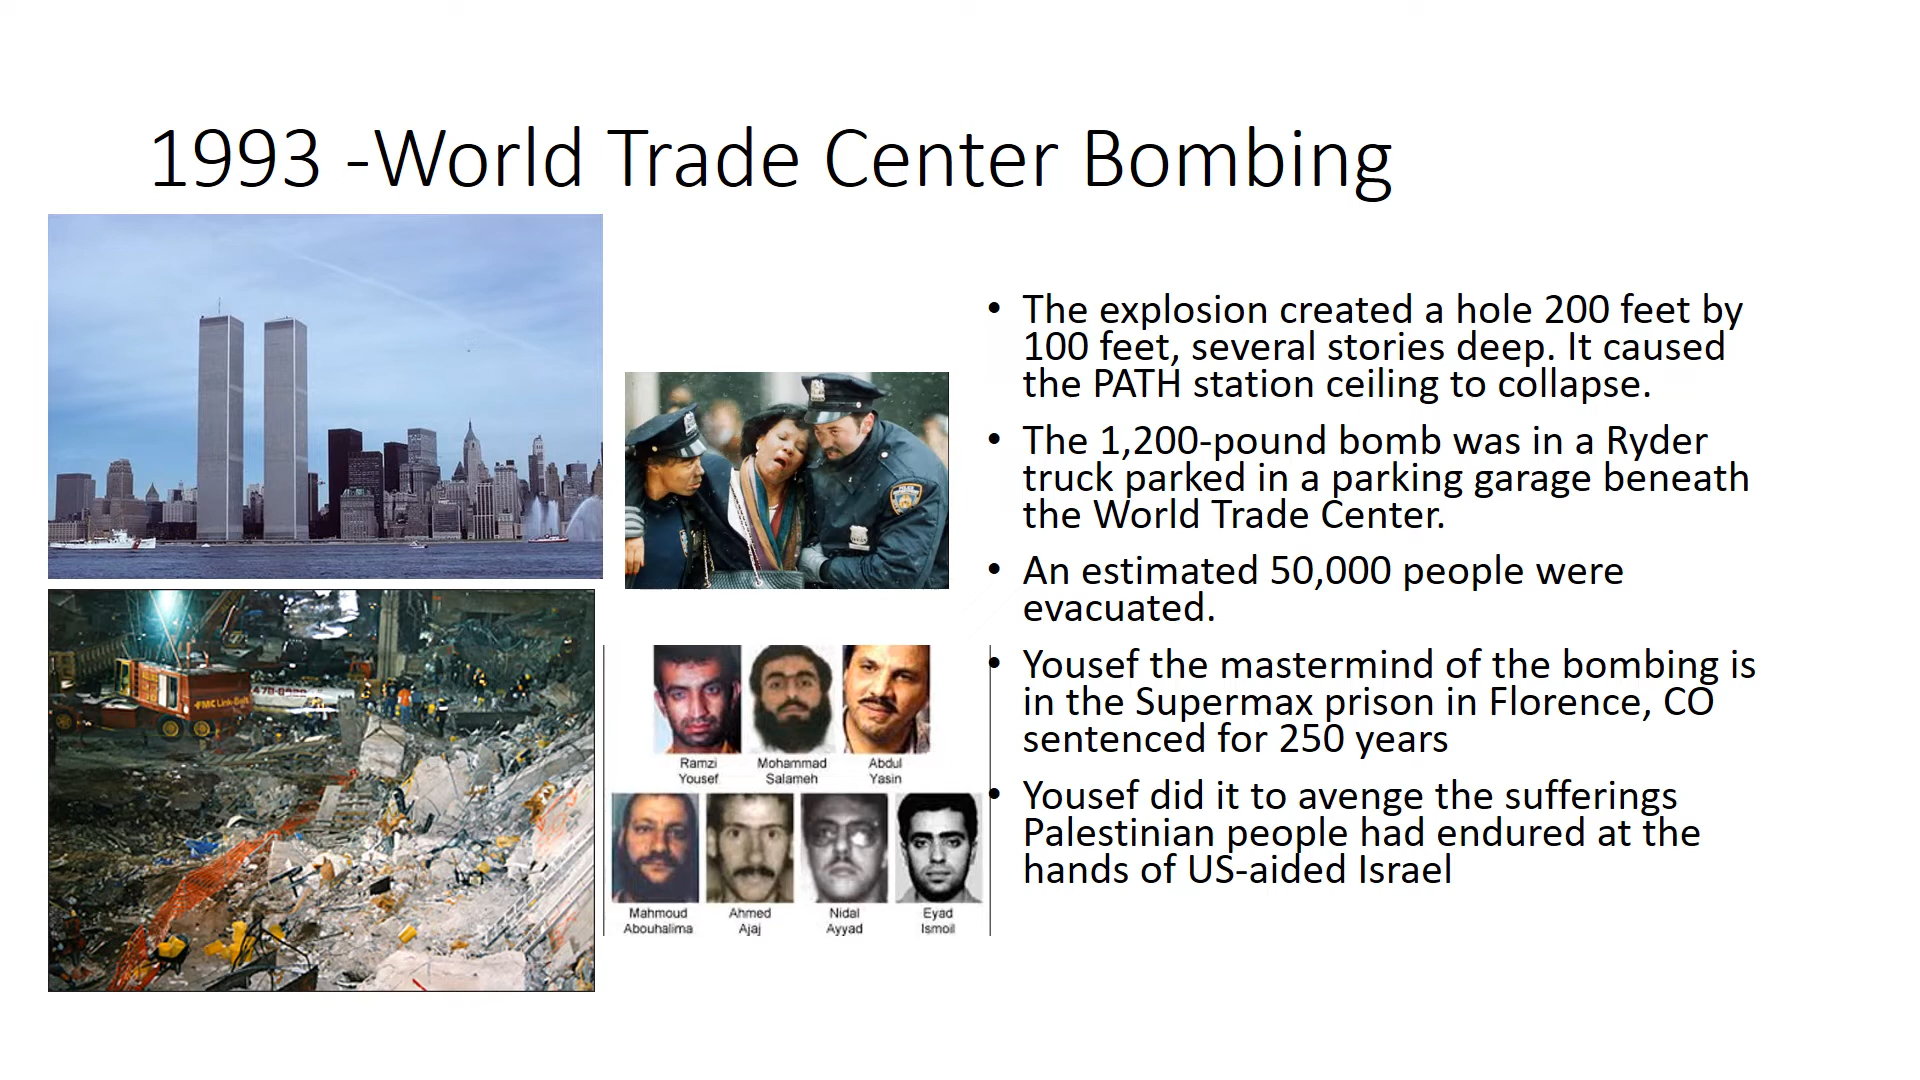 1993 -World Trade Center Bombing
• The explosion created a hole 200 feet by
100 feet, several stories deep. It caused
the PATH station ceiling to collapse.
• The 1,200-pound bomb was in a Ryder
truck parked in a parking garage beneath
the World Trade Center.
• An estimated 50,000 people were
evacuated.
• Yousef the mastermind of the bombing is
in the Supermax prison in Florence, CO
sentenced for 250 years
• Yousef did it to avenge the sufferings
Palestinian people had endured at the
hands of US-aided Israel
Ramzi
Yousef
Mohammad
Salameh
Abdul
Yasin
Mahmoud
Abouhalima
Ahmed
Ajaj
Nidal
Ayyad
Eyad
Ismoil